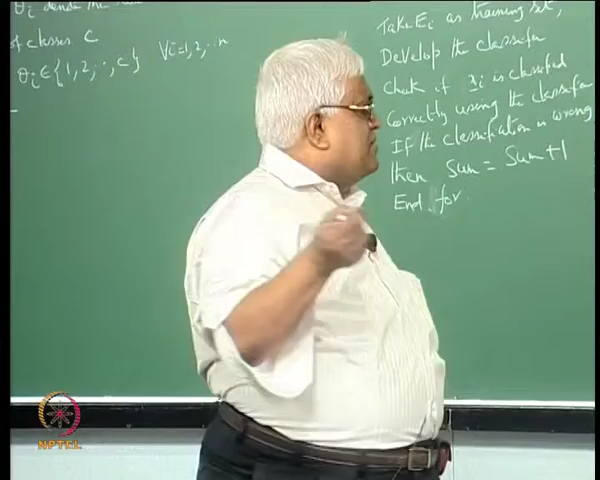 θi denote the
of classes c
θi ∈ {1, 2, ··, c} ∀ i=1,2,··n
Take Ei as training set,
Develop the classifier
Check if xi is classified
Correctly using the classifier
If the classification is wrong
then Sum = Sum+1
End for
NPTEL